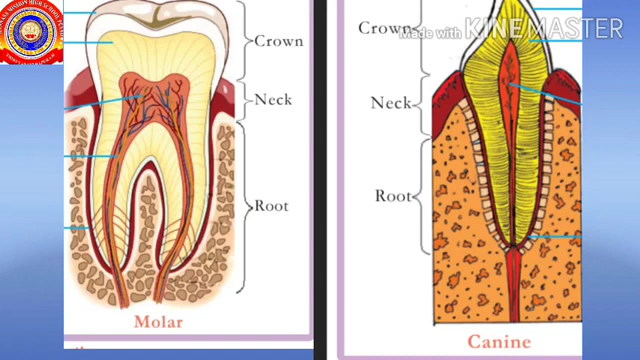 Crown
Neck
Root
Molar
Made with KINEMASTER
Crown
Neck
Root
Canine